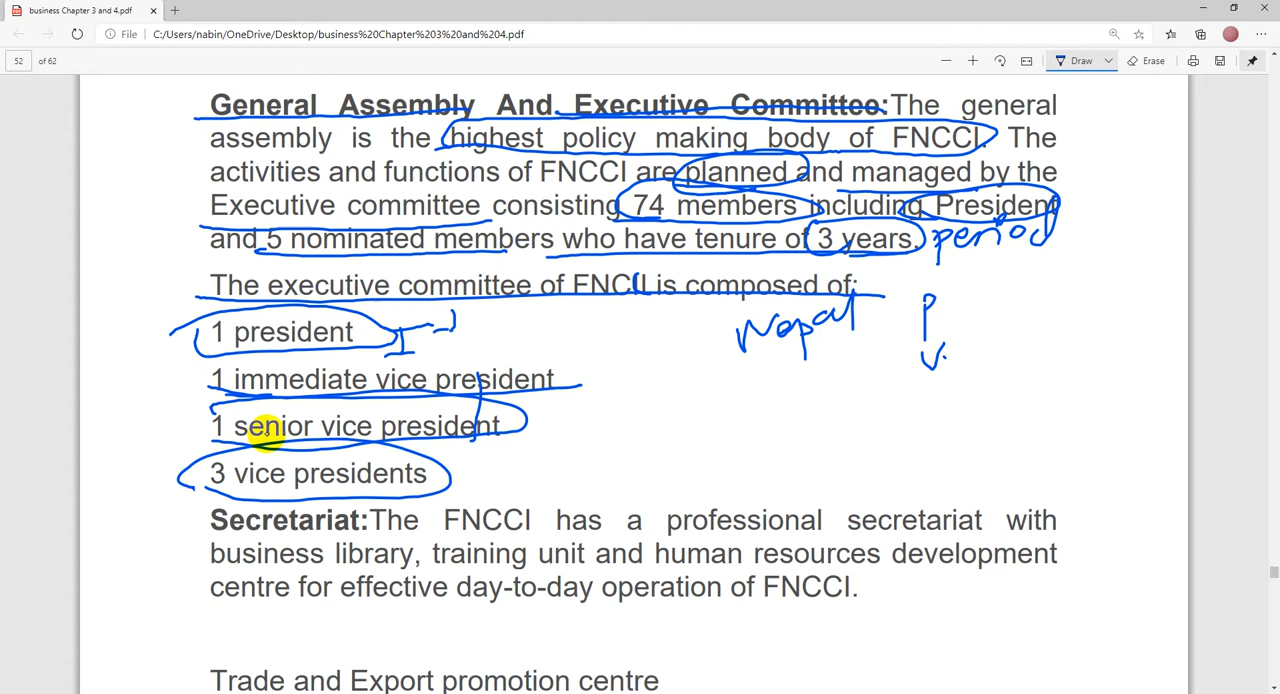 business Chapter 3 and 4.pdf
File C:/Users/nabin/OneDrive/Desktop/business%20Chapter%203%20and%204.pdf
52 of 62 Draw Erase
General Assembly And Executive Committee:The general
assembly is the highest policy making body of FNCCI. The
activities and functions of FNCCI are planned and managed by the
Executive committee consisting 74 members including President
and 5 nominated members who have tenure of 3 years. period
The executive committee of FNCCI is composed of:
1 president
Nepal P
V.
1 immediate vice president
1 senior vice president
3 vice presidents
Secretariat:The FNCCI has a professional secretariat with
business library, training unit and human resources development
centre for effective day-to-day operation of FNCCI.
Trade and Export promotion centre